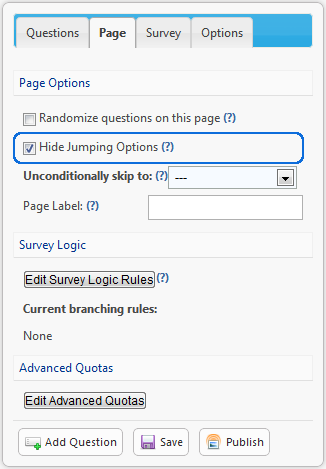 Questions Page Survey Options
Page Options
Randomize questions on this page (?)
Hide Jumping Options (?)
Unconditionally skip to: (?) ---
Page Label: (?)
Survey Logic
Edit Survey Logic Rules (?)
Current branching rules:
None
Advanced Quotas
Edit Advanced Quotas
Add Question Save Publish